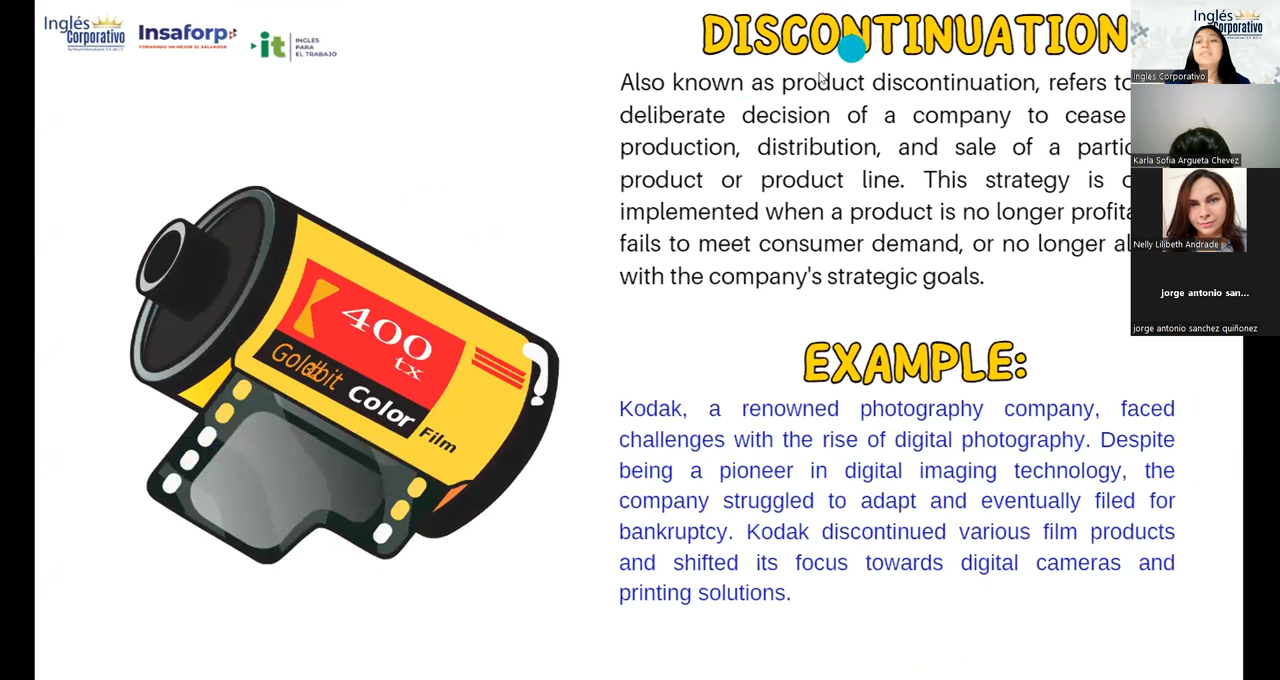 Inglés
Corporativo
Insaforp
FORMANDO UN MEJOR EL SALVADOR
it
INGLÉS
PARA
EL TRABAJO
DISCONTINUATION
Also known as product discontinuation, refers to
deliberate decision of a company to cease
production, distribution, and sale of a partic
product or product line. This strategy is o
implemented when a product is no longer profita
fails to meet consumer demand, or no longer al
with the company's strategic goals.
400
tx
Color
Film
EXAMPLE:
Kodak, a renowned photography company, faced
challenges with the rise of digital photography. Despite
being a pioneer in digital imaging technology, the
company struggled to adapt and eventually filed for
bankruptcy. Kodak discontinued various film products
and shifted its focus towards digital cameras and
printing solutions.
Inglés
Ingles Corporativo
Karla Sofia Argueta Chevez
Nelly Lilibeth Andrade
jorge antonio san...
jorge antonio sanchez quiñonez